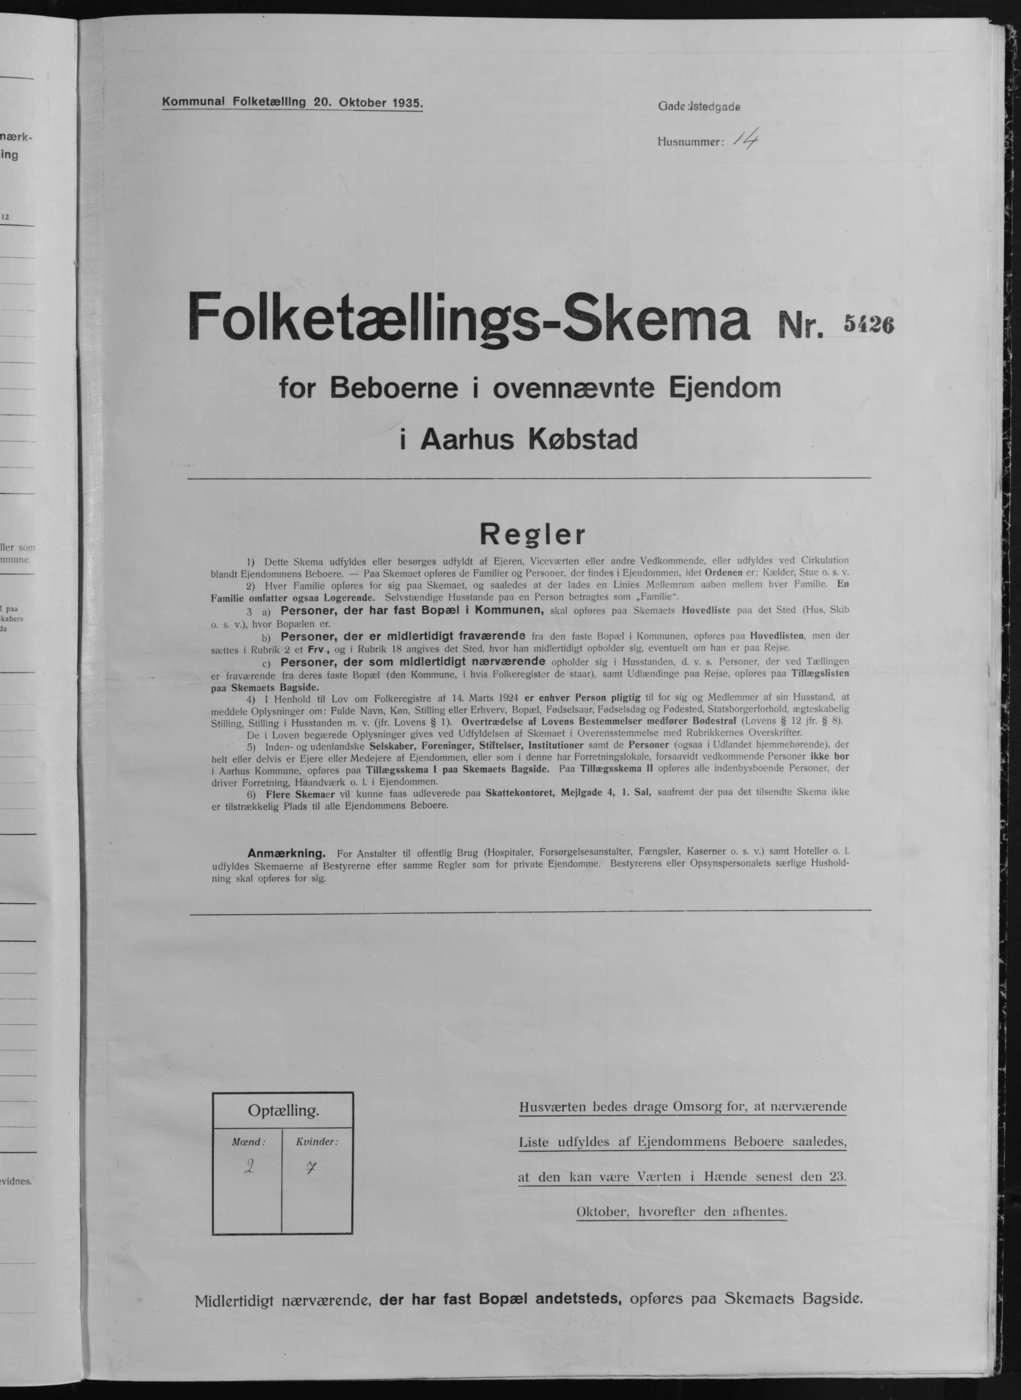 nærk-
ing
12
ller som
mmune.
l paa
kabers
de
vidnes.
Kommunal Folketælling 20. Oktober 1935.
Gade: Istedgade
Husnummer: 14
Folketællings-Skema Nr. 5426
for Beboerne i ovennævnte Ejendom
i Aarhus Købstad
Regler
1) Dette Skema udfyldes eller besørges udfyldt af Ejeren, Viceværten eller andre Vedkommende, eller udfyldes ved Cirkulation
blandt Ejendommens Beboere. — Paa Skemaet opføres de Familier og Personer, der findes i Ejendommen, idet Ordenen er: Kælder, Stue o. s. v.
2) Hver Familie opføres for sig paa Skemaet, og saaledes at der lades en Linies Mellemrum aaben mellem hver Familie. En
Familie omfatter ogsaa Logerende. Selvstændige Husstande paa en Person betragtes som „Familie“.
3 a) Personer, der har fast Bopæl i Kommunen, skal opføres paa Skemaets Hovedliste paa det Sted (Hus, Skib
o. s. v.), hvor Bopælen er.
b) Personer, der er midlertidigt fraværende fra den faste Bopæl i Kommunen, opføres paa Hovedlisten, men der
sættes i Rubrik 2 et Frv., og i Rubrik 18 angives det Sted, hvor han midlertidigt opholder sig, eventuelt om han er paa Rejse.
c) Personer, der som midlertidigt nærværende opholder sig i Husstanden, d. v. s. Personer, der ved Tællingen
er fraværende fra deres faste Bopæl (den Kommune, i hvis Folkeregister de staar), samt Udlændinge paa Rejse, opføres paa Tillægslisten
paa Skemaets Bagside.
4) I Henhold til Lov om Folkeregistre af 14. Marts 1924 er enhver Person pligtig til for sig og Medlemmer af sin Husstand, at
meddele Oplysninger om: Fulde Navn, Køn, Stilling eller Erhverv, Bopæl, Fødselsaar, Fødselsdag og Fødested, Statsborgerforhold, ægteskabelig
Stilling, Stilling i Husstanden m. v. (jfr. Lovens § 1). Overtrædelse af Lovens Bestemmelser medfører Bødestraf (Lovens § 12 jfr. § 8).
De i Loven begærede Oplysninger gives ved Udfyldelsen af Skemaet i Overensstemmelse med Rubrikkernes Overskrifter.
5) Inden- og udenlandske Selskaber, Foreninger, Stiftelser, Institutioner samt de Personer (ogsaa i Udlandet hjemmehørende), der
helt eller delvis er Ejere eller Medejere af Ejendommen, eller som i denne har Forretningslokale, forsaavidt vedkommende Personer ikke bor
i Aarhus Kommune, opføres paa Tillægsskema I paa Skemaets Bagside. Paa Tillægsskema II opføres alle indenbysboende Personer, der
driver Forretning, Haandværk o. l. i Ejendommen.
6) Flere Skemaer vil kunne faas udleverede paa Skattekontoret, Mejlgade 4, 1. Sal, saafremt der paa det tilsendte Skema ikke
er tilstrækkelig Plads til alle Ejendommens Beboere.
Anmærkning. For Anstalter til offentlig Brug (Hospitaler, Forsørgelsesanstalter, Fængsler, Kaserner o. s. v.) samt Hoteller o. l.
udfyldes Skemaerne af Bestyrerne efter samme Regler som for private Ejendomme. Bestyrerens eller Opsynspersonalets særlige Hushold-
ning skal opføres for sig.
Optælling.
Mænd: Kvinder:
2 7
Husværten bedes drage Omsorg for, at nærværende
Liste udfyldes af Ejendommens Beboere saaledes,
at den kan være Værten i Hænde senest den 23.
Oktober, hvorefter den afhentes.
Midlertidigt nærværende, der har fast Bopæl andetsteds, opføres paa Skemaets Bagside.